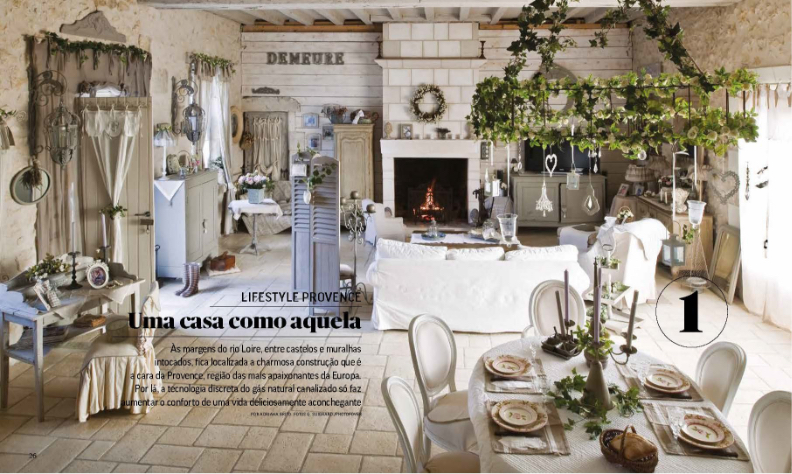 DEMEURE
1
LIFESTYLE PROVENCE
Uma casa como aquela
Às margens do rio Loire, entre castelos e muralhas
intocados, fica localizada a charmosa construção que é
a cara da Provence, região das mais apaixonantes da Europa.
Por lá, a tecnologia discreta do gás natural canalizado só faz
aumentar o conforto de uma vida deliciosamente aconchegante
26